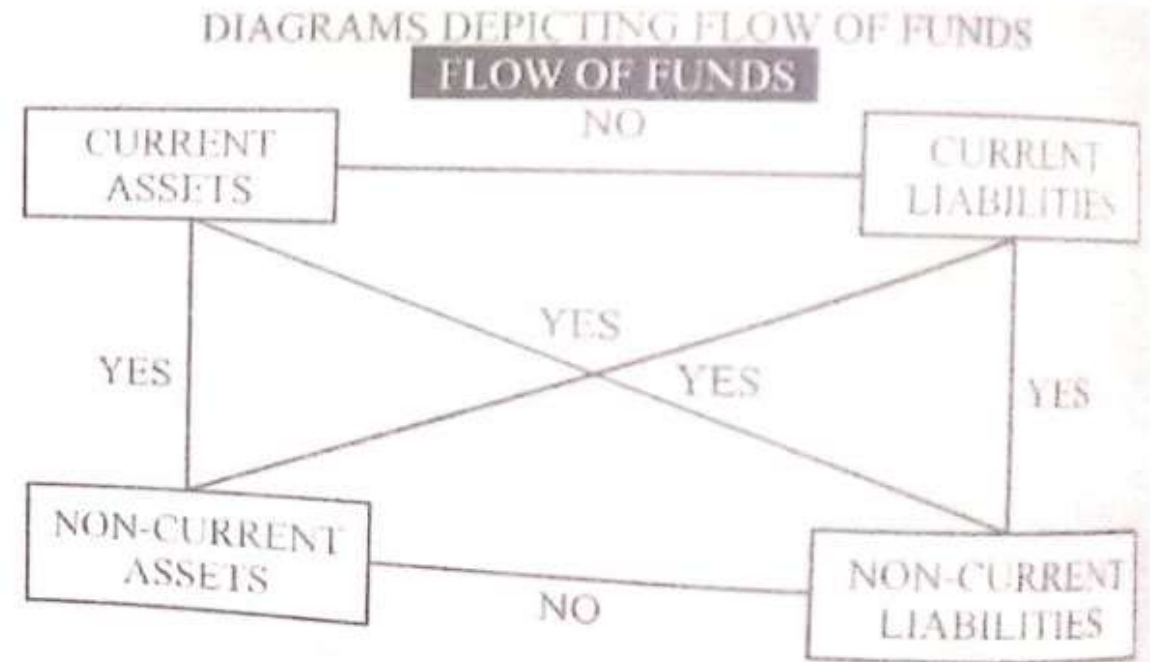 DIAGRAMS DEPICTING FLOW OF FUNDS
FLOW OF FUNDS
NO
CURRENT
ASSETS
CURRENT
LIABILITIES
YES
YES
YES
YES
NON-CURRENT
ASSETS
NO
NON-CURRENT
LIABILITIES